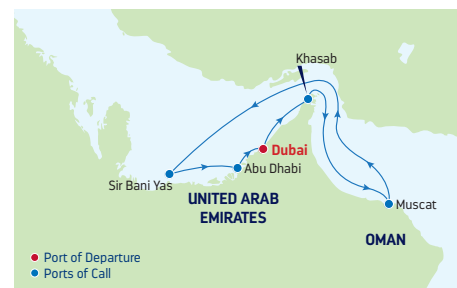 Khasab
Dubai
Abu Dhabi
Sir Bani Yas
UNITED ARAB
EMIRATES
Muscat
OMAN
Port of Departure
Ports of Call